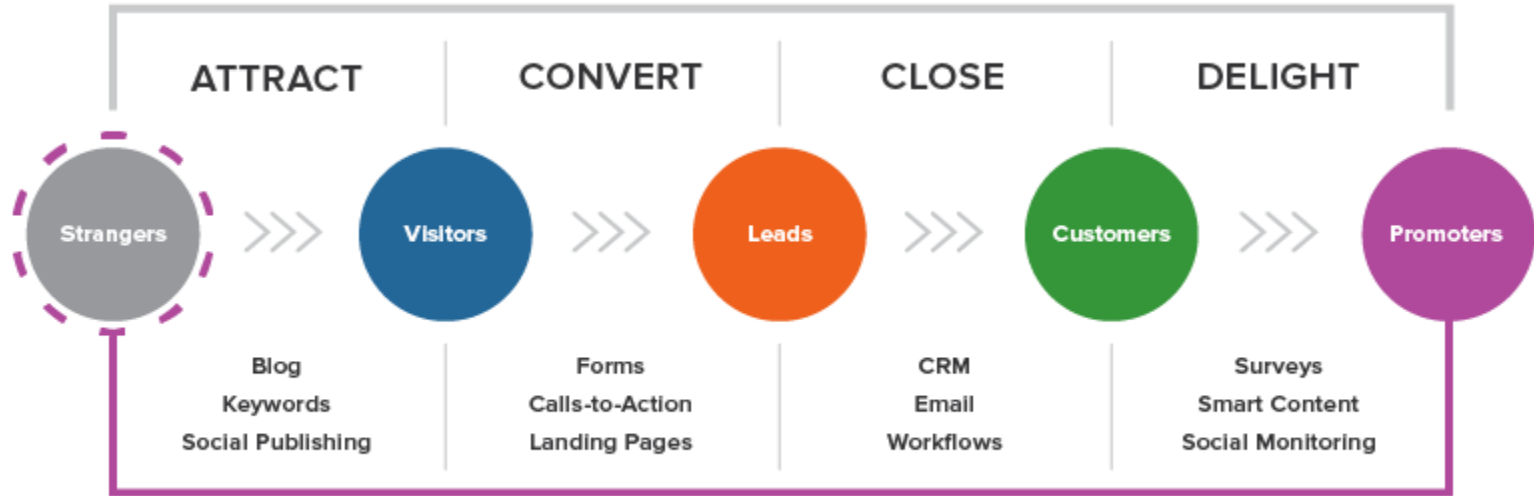 ATTRACT
CONVERT
CLOSE
DELIGHT
Strangers
Visitors
Leads
Customers
Promoters
Blog
Keywords
Social Publishing
Forms
Calls-to-Action
Landing Pages
CRM
Email
Workflows
Surveys
Smart Content
Social Monitoring